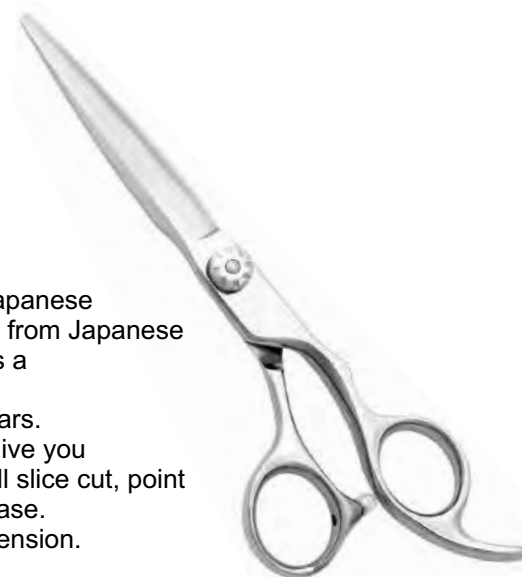 apanese
from Japanese
s a
ars.
ive you
ll slice cut, point
ase.
ension.